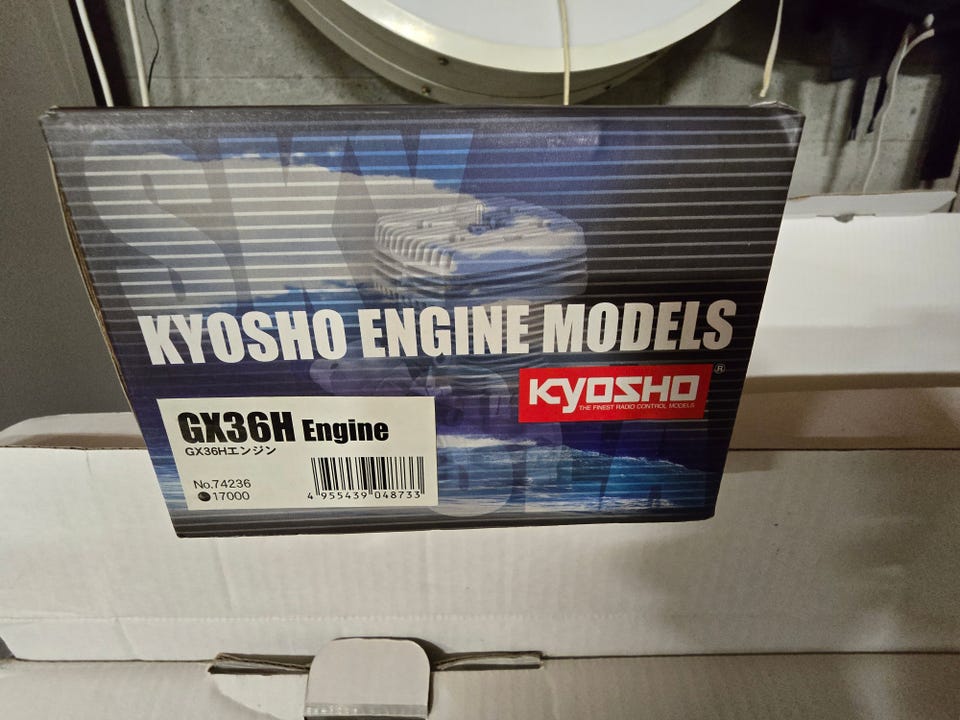 SKY
KYOSHO ENGINE MODELS
KYOSHO ®
THE FINEST RADIO CONTROL MODELS
GX36H Engine
GX36Hエンジン
No.74236
17000
4 955439 048733